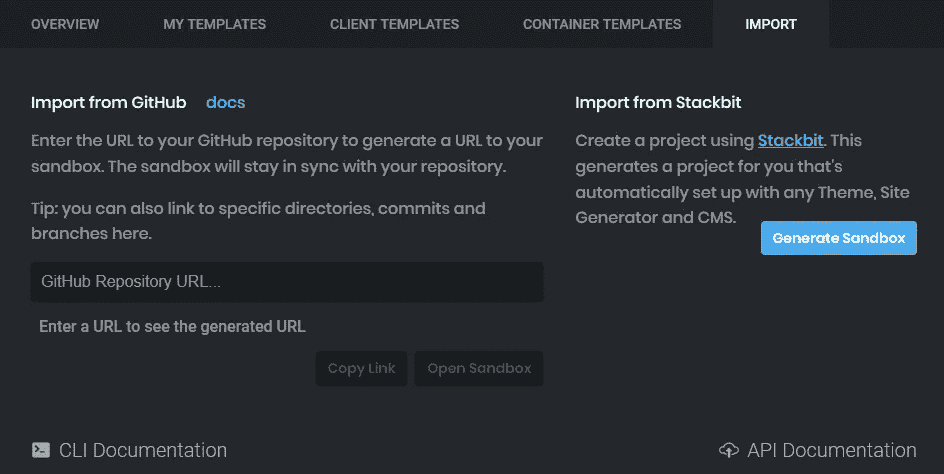 OVERVIEW
MY TEMPLATES
CLIENT TEMPLATES
CONTAINER TEMPLATES
IMPORT
Import from GitHub docs
Enter the URL to your GitHub repository to generate a URL to your
sandbox. The sandbox will stay in sync with your repository.
Tip: you can also link to specific directories, commits and
branches here.
GitHub Repository URL...
Enter a URL to see the generated URL
Copy Link
Open Sandbox
Import from Stackbit
Create a project using Stackbit. This
generates a project for you that's
automatically set up with any Theme, Site
Generator and CMS.
Generate Sandbox
CLI Documentation
API Documentation